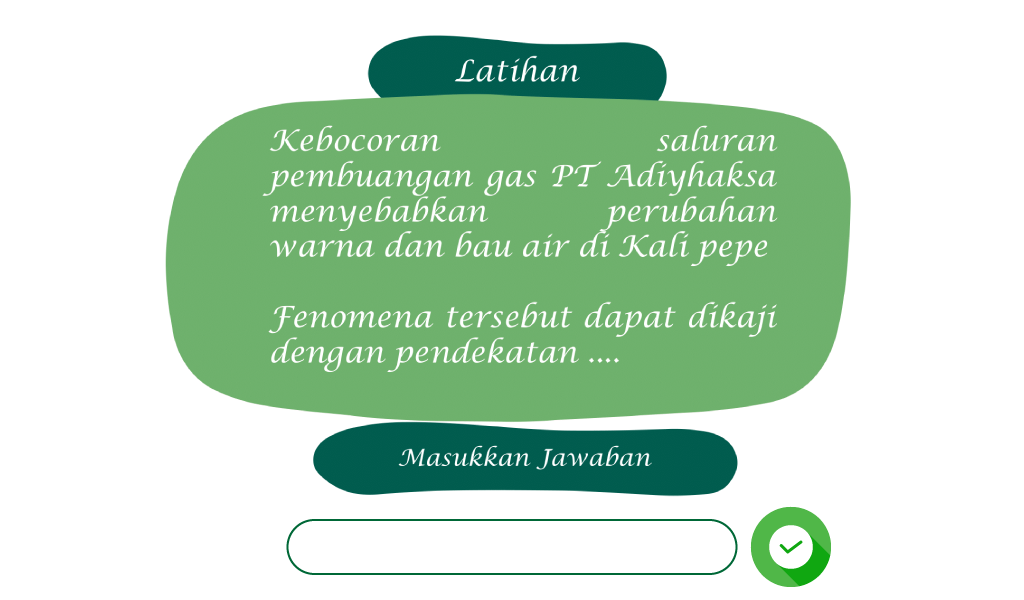 Latihan
Kebocoran saluran
pembuangan gas PT Adiyhaksa
menyebabkan perubahan
warna dan bau air di Kali pepe
Fenomena tersebut dapat dikaji
dengan pendekatan ....
Masukkan Jawaban